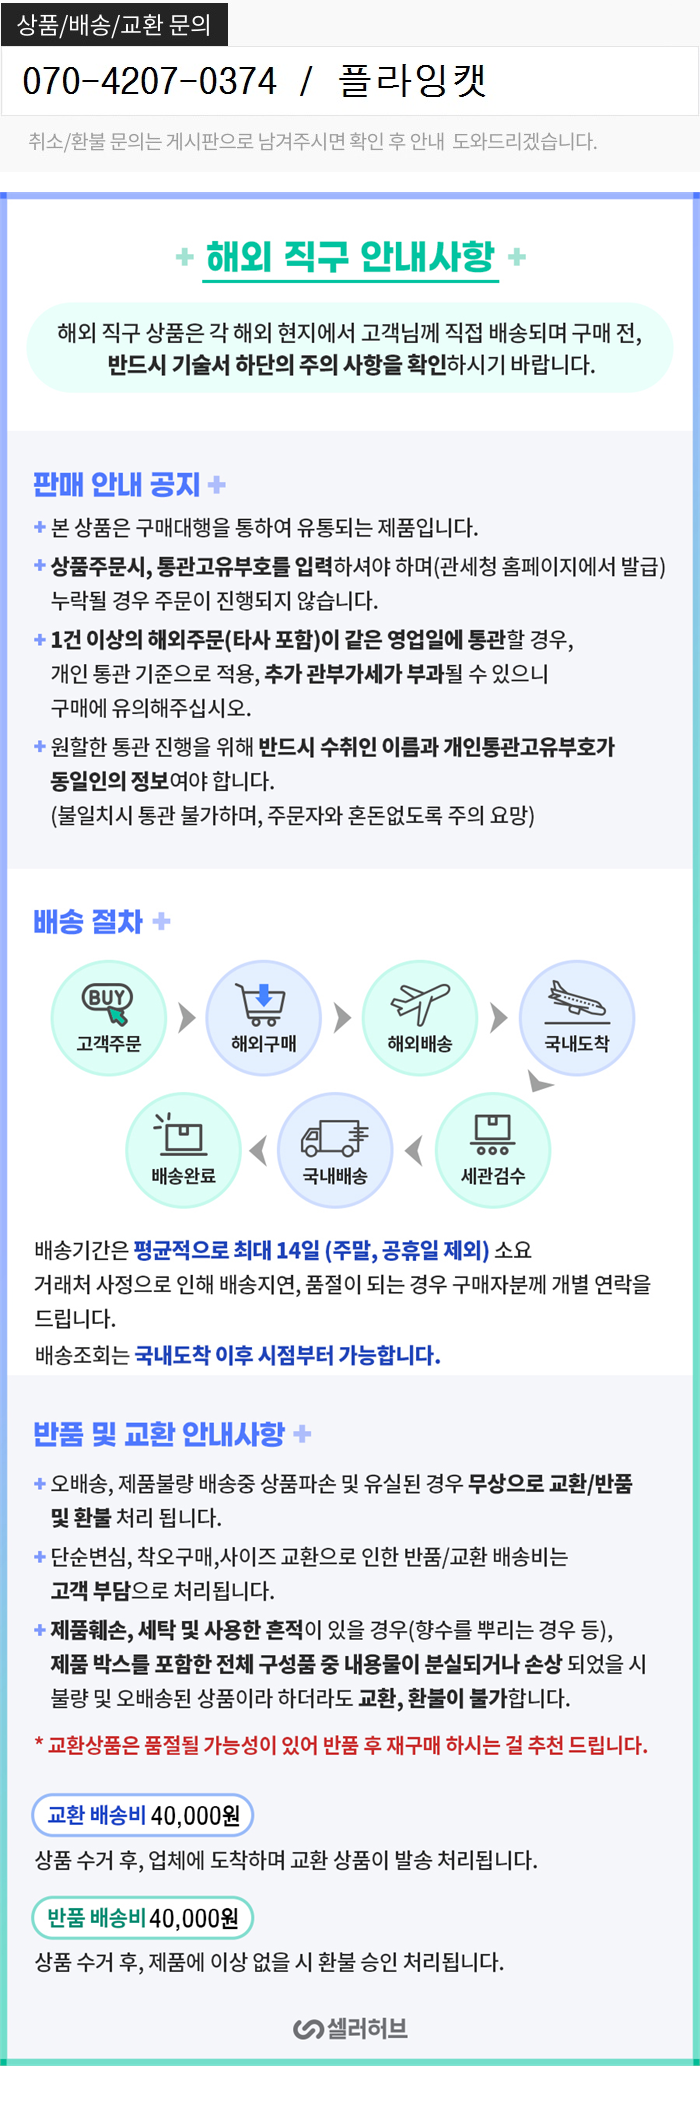 상품/배송/교환 문의
070-4207-0374 / 플라잉캣
취소/환불 문의는 게시판으로 남겨주시면 확인 후 안내 도와드리겠습니다.
+ 해외 직구 안내사항 +
해외 직구 상품은 각 해외 현지에서 고객님께 직접 배송되며 구매 전,
반드시 기술서 하단의 주의 사항을 확인하시기 바랍니다.
판매 안내 공지 +
+ 본 상품은 구매대행을 통하여 유통되는 제품입니다.
+ 상품주문시, 통관고유부호를 입력하셔야 하며(관세청 홈페이지에서 발급)
누락될 경우 주문이 진행되지 않습니다.
+ 1건 이상의 해외주문(타사 포함)이 같은 영업일에 통관할 경우,
개인 통관 기준으로 적용, 추가 관부가세가 부과될 수 있으니
구매에 유의해주십시오.
+ 원할한 통관 진행을 위해 반드시 수취인 이름과 개인통관고유부호가
동일인의 정보여야 합니다.
(불일치시 통관 불가하며, 주문자와 혼돈없도록 주의 요망)
배송 절차 +
BUY
고객주문
해외구매
해외배송
국내도착
배송완료
국내배송
세관검수
배송기간은 평균적으로 최대 14일 (주말, 공휴일 제외) 소요
거래처 사정으로 인해 배송지연, 품절이 되는 경우 구매자분께 개별 연락을
드립니다.
배송조회는 국내도착 이후 시점부터 가능합니다.
반품 및 교환 안내사항 +
+ 오배송, 제품불량 배송중 상품파손 및 유실된 경우 무상으로 교환/반품
및 환불 처리 됩니다.
+ 단순변심, 착오구매,사이즈 교환으로 인한 반품/교환 배송비는
고객 부담으로 처리됩니다.
+ 제품훼손, 세탁 및 사용한 흔적이 있을 경우(향수를 뿌리는 경우 등),
제품 박스를 포함한 전체 구성품 중 내용물이 분실되거나 손상 되었을 시
불량 및 오배송된 상품이라 하더라도 교환, 환불이 불가합니다.
* 교환상품은 품절될 가능성이 있어 반품 후 재구매 하시는 걸 추천 드립니다.
교환 배송비 40,000원
상품 수거 후, 업체에 도착하며 교환 상품이 발송 처리됩니다.
반품 배송비 40,000원
상품 수거 후, 제품에 이상 없을 시 환불 승인 처리됩니다.
셀러허브